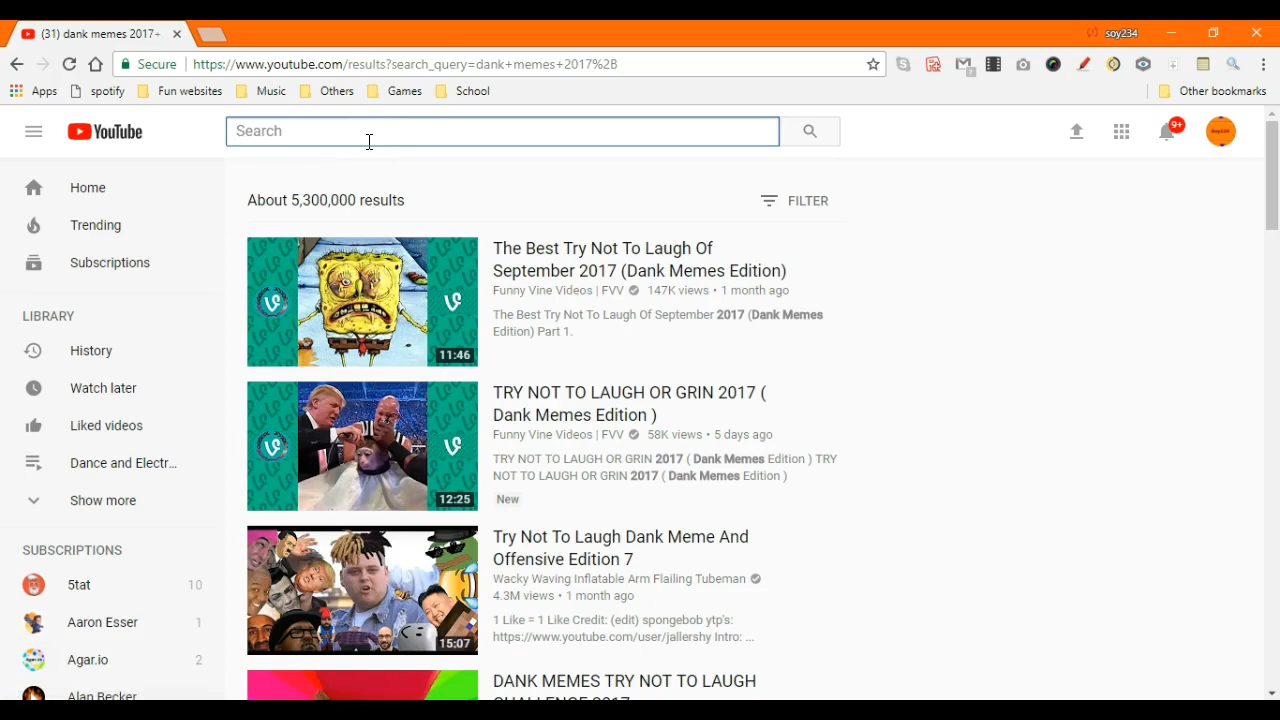 (31) dank memes 2017+
soy234
Secure
https://www.youtube.com/results?search_query=dank+memes+2017%2B
Apps
spotify
Fun websites
Music
Others
Games
School
Other bookmarks
YouTube
Search
9+
Home
Trending
Subscriptions
LIBRARY
History
Watch later
Liked videos
Dance and Electr...
Show more
SUBSCRIPTIONS
5tat 10
Aaron Esser 1
Agar.io 2
Alan Becker
About 5,300,000 results
FILTER
11:46
The Best Try Not To Laugh Of
September 2017 (Dank Memes Edition)
Funny Vine Videos | FVV 147K views • 1 month ago
The Best Try Not To Laugh Of September 2017 (Dank Memes
Edition) Part 1.
12:25
TRY NOT TO LAUGH OR GRIN 2017 (
Dank Memes Edition )
Funny Vine Videos | FVV 58K views • 5 days ago
TRY NOT TO LAUGH OR GRIN 2017 ( Dank Memes Edition ) TRY
NOT TO LAUGH OR GRIN 2017 ( Dank Memes Edition )
New
15:07
Try Not To Laugh Dank Meme And
Offensive Edition 7
Wacky Waving Inflatable Arm Flailing Tubeman
4.3M views • 1 month ago
1 Like = 1 Like Credit: (edit) spongebob ytp's:
https://www.youtube.com/user/jallershy Intro: ...
DANK MEMES TRY NOT TO LAUGH
CHALLENGE 2017